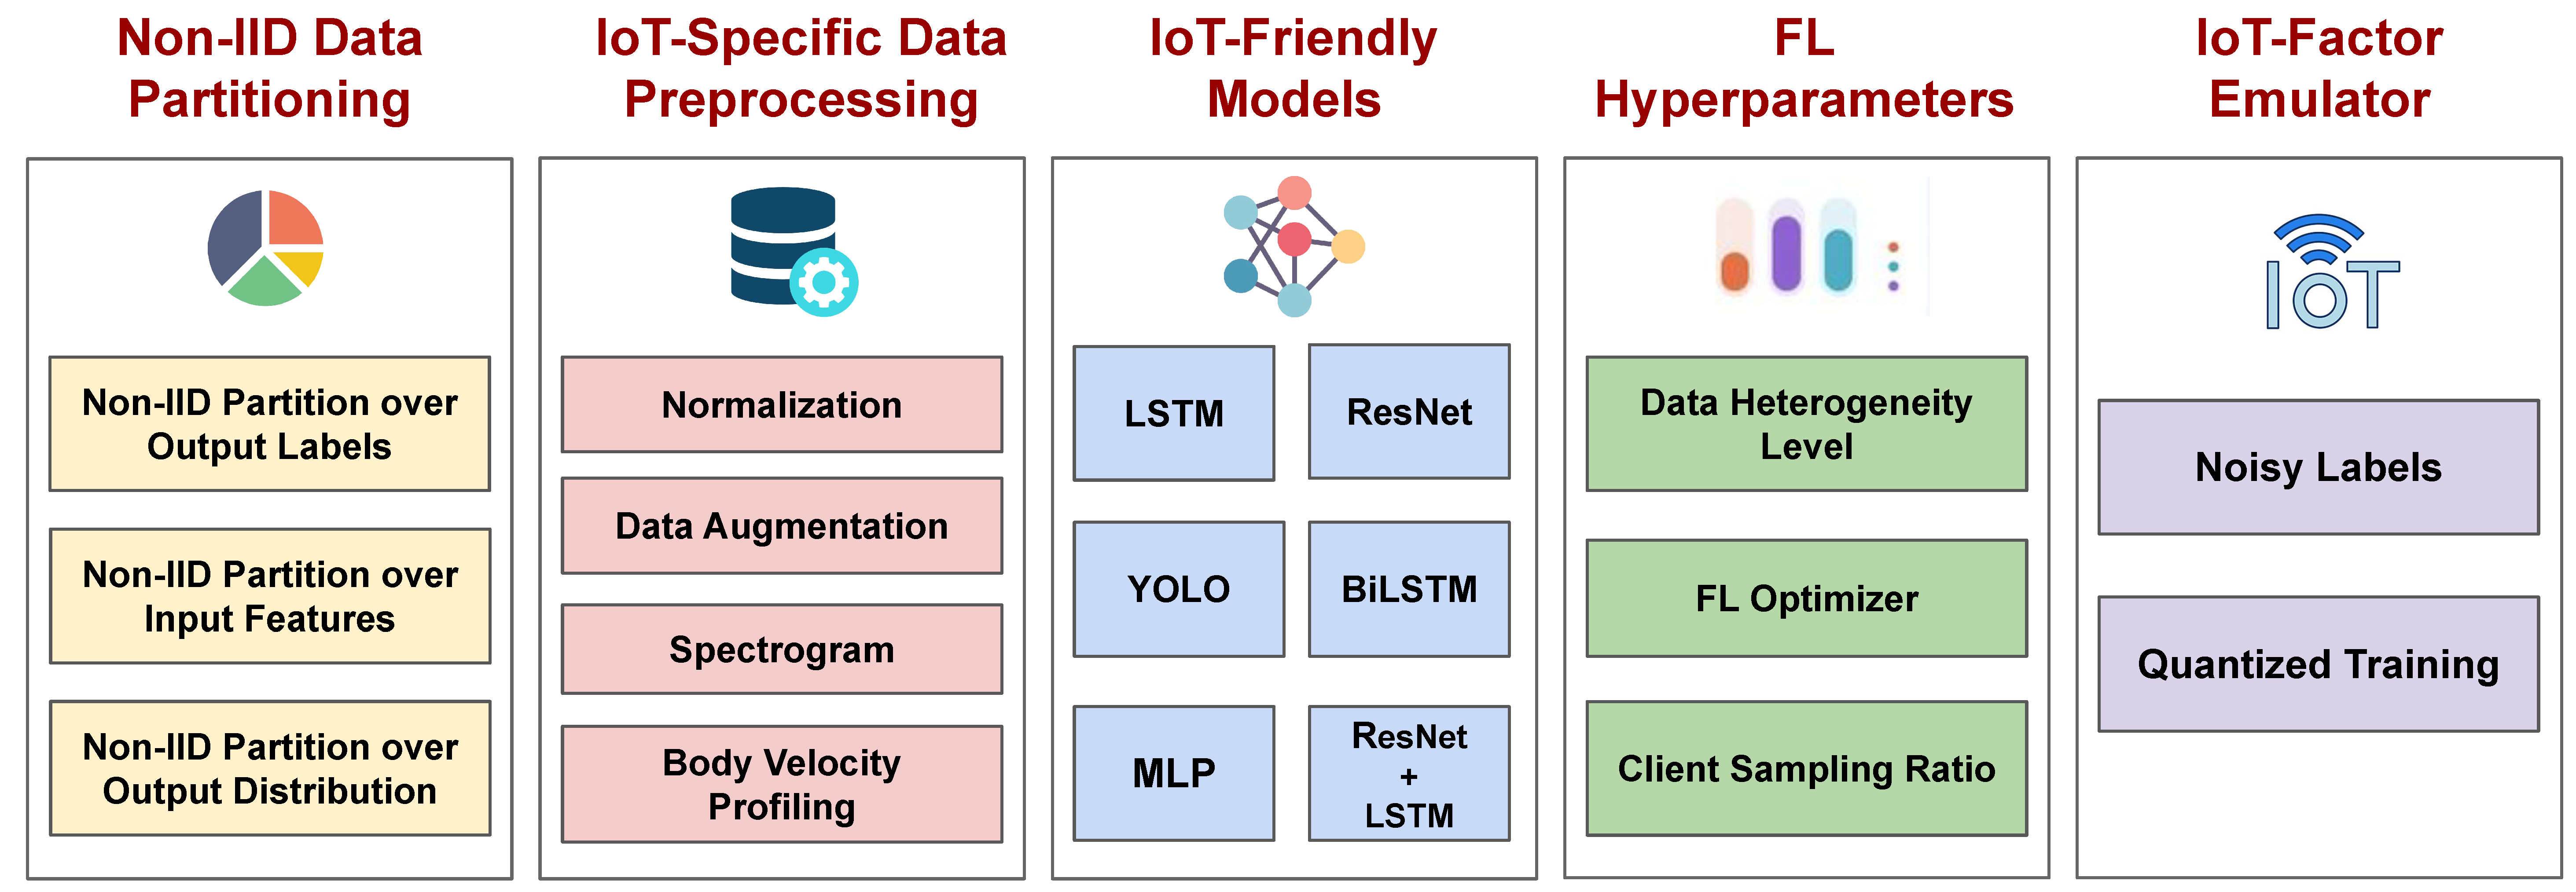 Non-IID Data
Partitioning
Non-IID Partition over
Output Labels
Non-IID Partition over
Input Features
Non-IID Partition over
Output Distribution
IoT-Specific Data
Preprocessing
Normalization
Data Augmentation
Spectrogram
Body Velocity
Profiling
IoT-Friendly
Models
LSTM
ResNet
YOLO
BiLSTM
MLP
ResNet
+
LSTM
FL
Hyperparameters
Data Heterogeneity
Level
FL Optimizer
Client Sampling Ratio
IoT-Factor
Emulator
IoT
Noisy Labels
Quantized Training